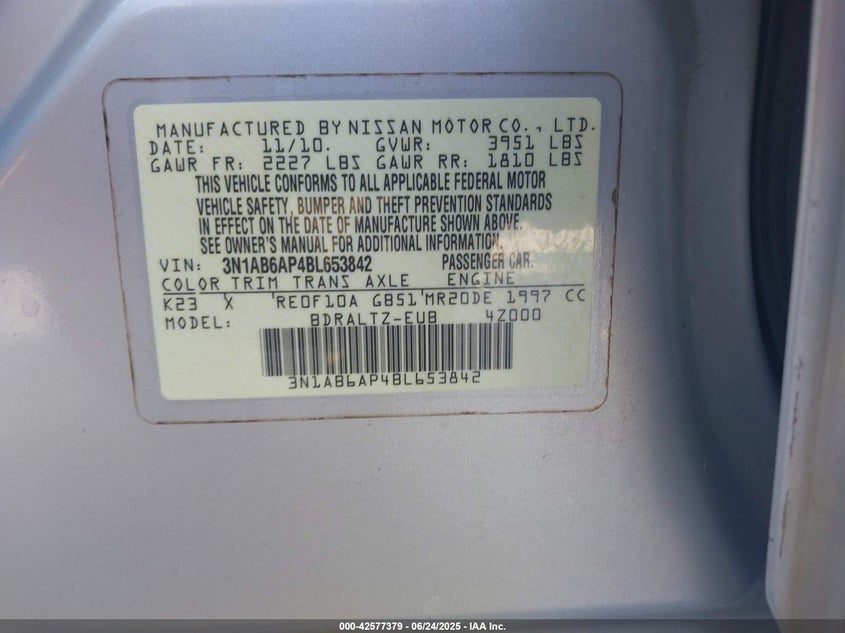 MANUFACTURED BY NISSAN MOTOR CO., LTD.
DATE: 11/10. GVWR: 3951 LBS
GAWR FR: 2227 LBS GAWR RR: 1810 LBS
THIS VEHICLE CONFORMS TO ALL APPLICABLE FEDERAL MOTOR
VEHICLE SAFETY, BUMPER AND THEFT PREVENTION STANDARDS
IN EFFECT ON THE DATE OF MANUFACTURE SHOWN ABOVE.
SEE OWNER'S MANUAL FOR ADDITIONAL INFORMATION.
VIN: 3N1AB6AP4BL653842 PASSENGER CAR.
COLOR TRIM TRANS AXLE ENGINE
K23 X RE0F10A GB51 MR20DE 1997 CC
MODEL: BDRALTZ-EUB 4Z000
3N1AB6AP4BL653842
000-42577379 - 06/24/2025 - IAA Inc.